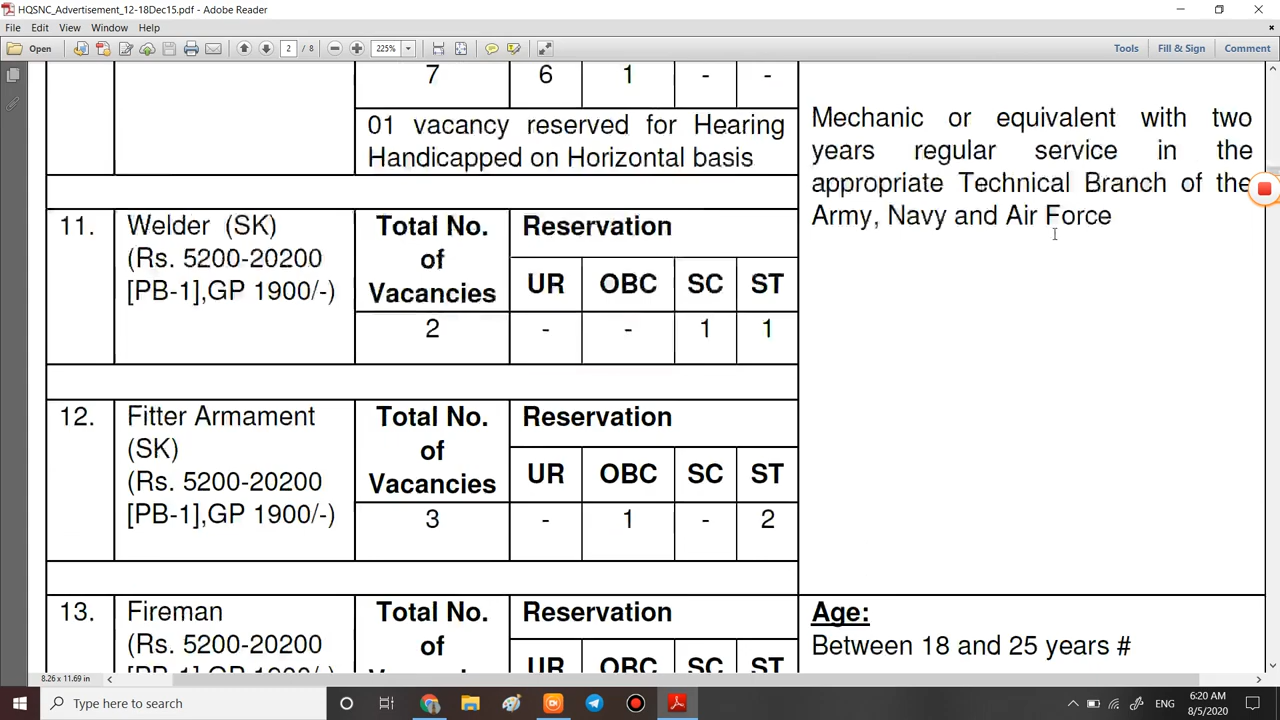 HQSNC_Advertisement_12-18Dec15.pdf - Adobe Reader
File Edit View Window Help
Open 2 / 8 225% Tools Fill & Sign Comment
7 6 1 - -
01 vacancy reserved for Hearing
Handicapped on Horizontal basis
Mechanic or equivalent with two
years regular service in the
appropriate Technical Branch of the
Army, Navy and Air Force
11. Welder (SK) Total No. Reservation
(Rs. 5200-20200 of
[PB-1],GP 1900/-) Vacancies UR OBC SC ST
2 - - 1 1
12. Fitter Armament Total No. Reservation
(SK) of
(Rs. 5200-20200 Vacancies UR OBC SC ST
[PB-1],GP 1900/-)
3 - 1 - 2
13. Fireman Total No. Reservation Age:
(Rs. 5200-20200 of Between 18 and 25 years #
[PB-1],GP 1900/-) UR OBC SC ST
8.26 x 11.69 in
Type here to search
ENG 6:20 AM
8/5/2020